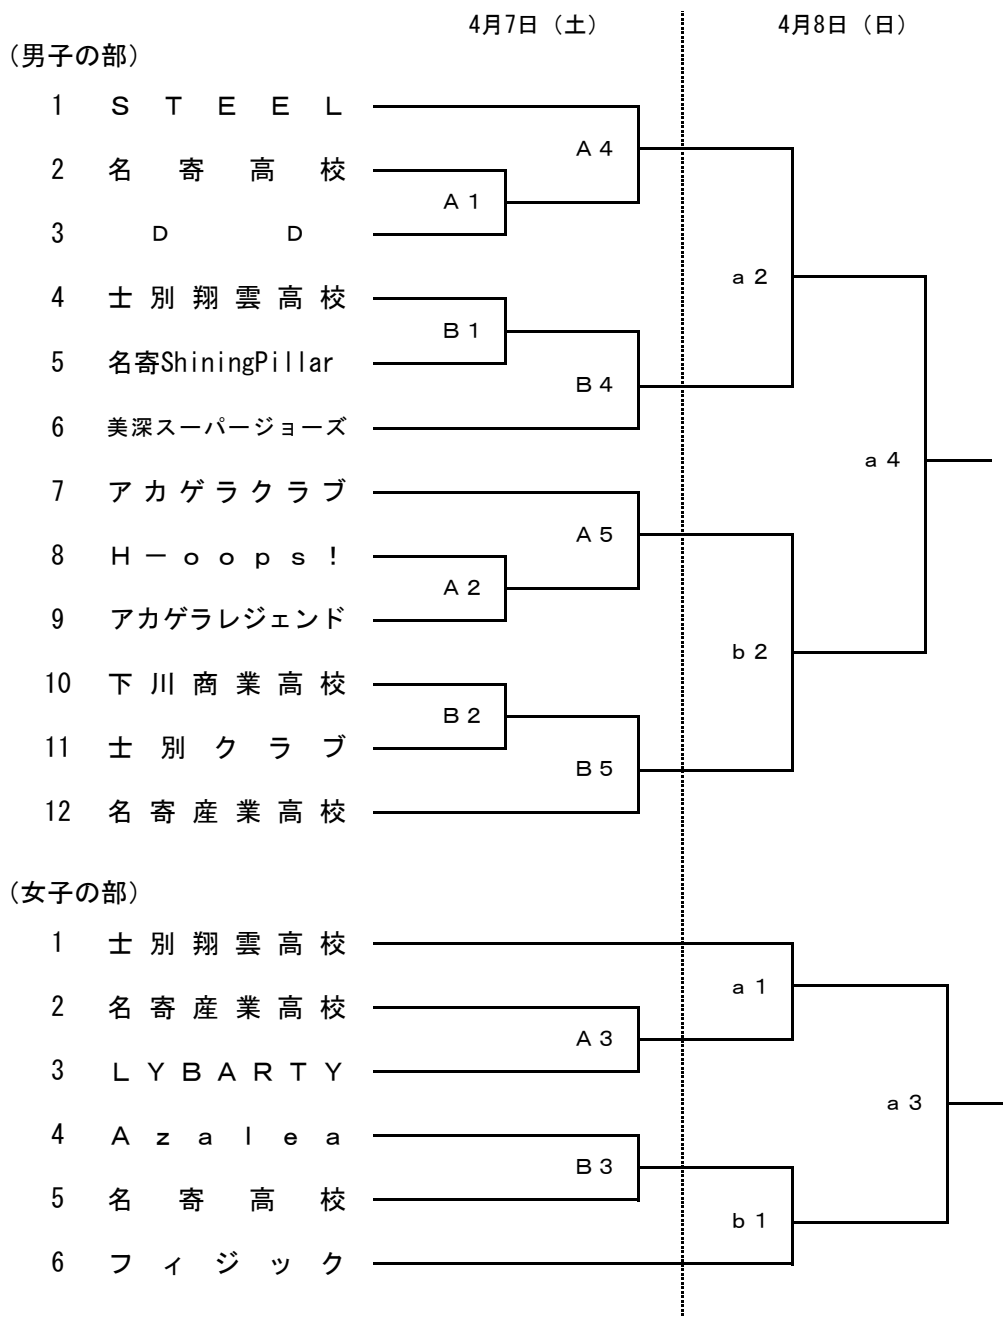 4月7日（土） 4月8日（日）
（男子の部）
1 ＳＴＥＥＬ
Ａ４
2 名寄高校
Ａ１
3 Ｄ Ｄ
ａ２
4 士別翔雲高校
Ｂ１
5 名寄ShiningPillar
Ｂ４
6 美深スーパージョーズ
ａ４
7 アカゲラクラブ
Ａ５
8 Ｈ－ｏｏｐｓ！
Ａ２
9 アカゲラレジェンド
ｂ２
10 下川商業高校
Ｂ２
11 士別クラブ
Ｂ５
12 名寄産業高校
（女子の部）
1 士別翔雲高校
ａ１
2 名寄産業高校
Ａ３
3 ＬＹＢＡＲＴＹ
ａ３
4 Ａｚａｌｅａ
Ｂ３
5 名寄高校
ｂ１
6 フィジック